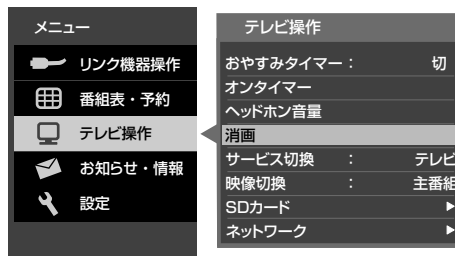 メニュー
リンク機器操作
番組表・予約
テレビ操作
お知らせ・情報
設定
テレビ操作
おやすみタイマー： 切
オンタイマー
ヘッドホン音量
消画
サービス切換 ： テレビ
映像切換 ： 主番組
SDカード ▶
ネットワーク ▶